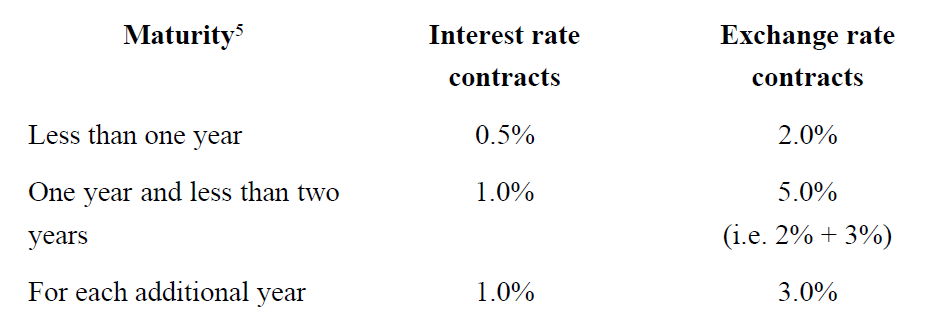 Maturity⁵ Interest rate Exchange rate
contracts contracts
Less than one year 0.5% 2.0%
One year and less than two 1.0% 5.0%
years (i.e. 2% + 3%)
For each additional year 1.0% 3.0%